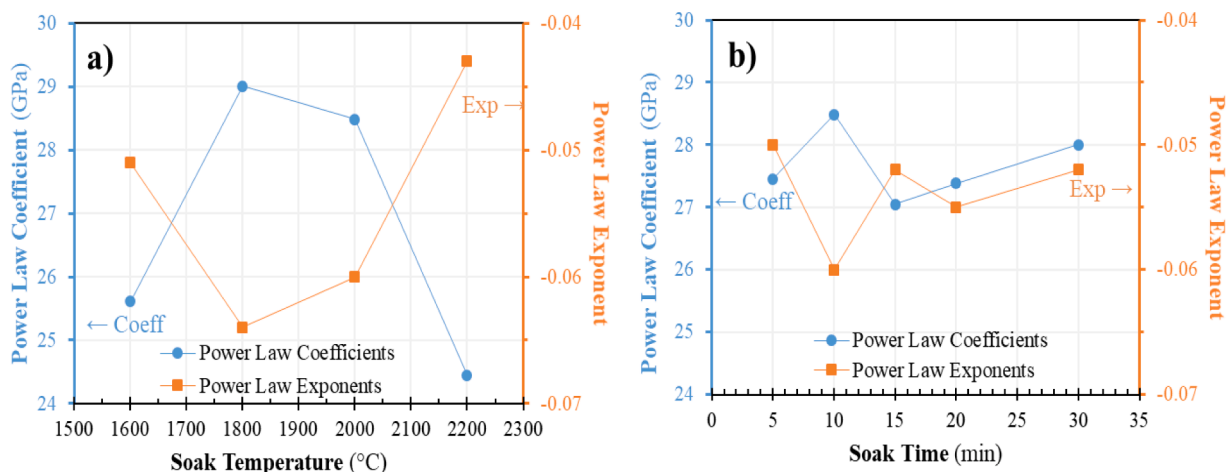 a)
Power Law Coefficient (GPa)
30
29
28
27
26
25
24
← Coeff
Exp →
Power Law Coefficients
Power Law Exponents
-0.04
-0.05
-0.06
-0.07
Power Law Exponent
1500 1600 1700 1800 1900 2000 2100 2200 2300
Soak Temperature (°C)
b)
Power Law Coefficient (GPa)
30
29
28
27
26
25
24
← Coeff
Exp →
Power Law Coefficients
Power Law Exponents
-0.04
-0.05
-0.06
-0.07
Power Law Exponent
0 5 10 15 20 25 30 35
Soak Time (min)